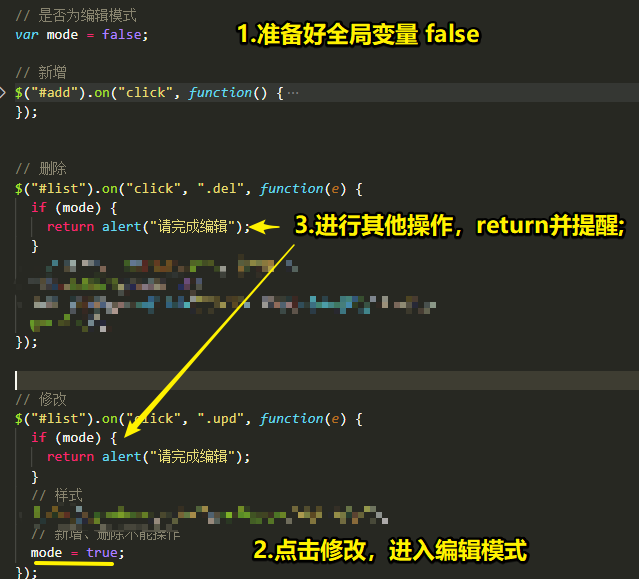 // 是否为编辑模式
var mode = false;
1.准备好全局变量 false
// 新增
$("#add").on("click", function() {···
});
// 删除
$("#list").on("click", ".del", function(e) {
if (mode) {
return alert("请完成编辑");
3.进行其他操作，return并提醒;
}
});
// 修改
$("#list").on("click", ".upd", function(e) {
if (mode) {
return alert("请完成编辑");
}
// 样式
// 新增、删除不能操作
mode = true;
2.点击修改，进入编辑模式
});